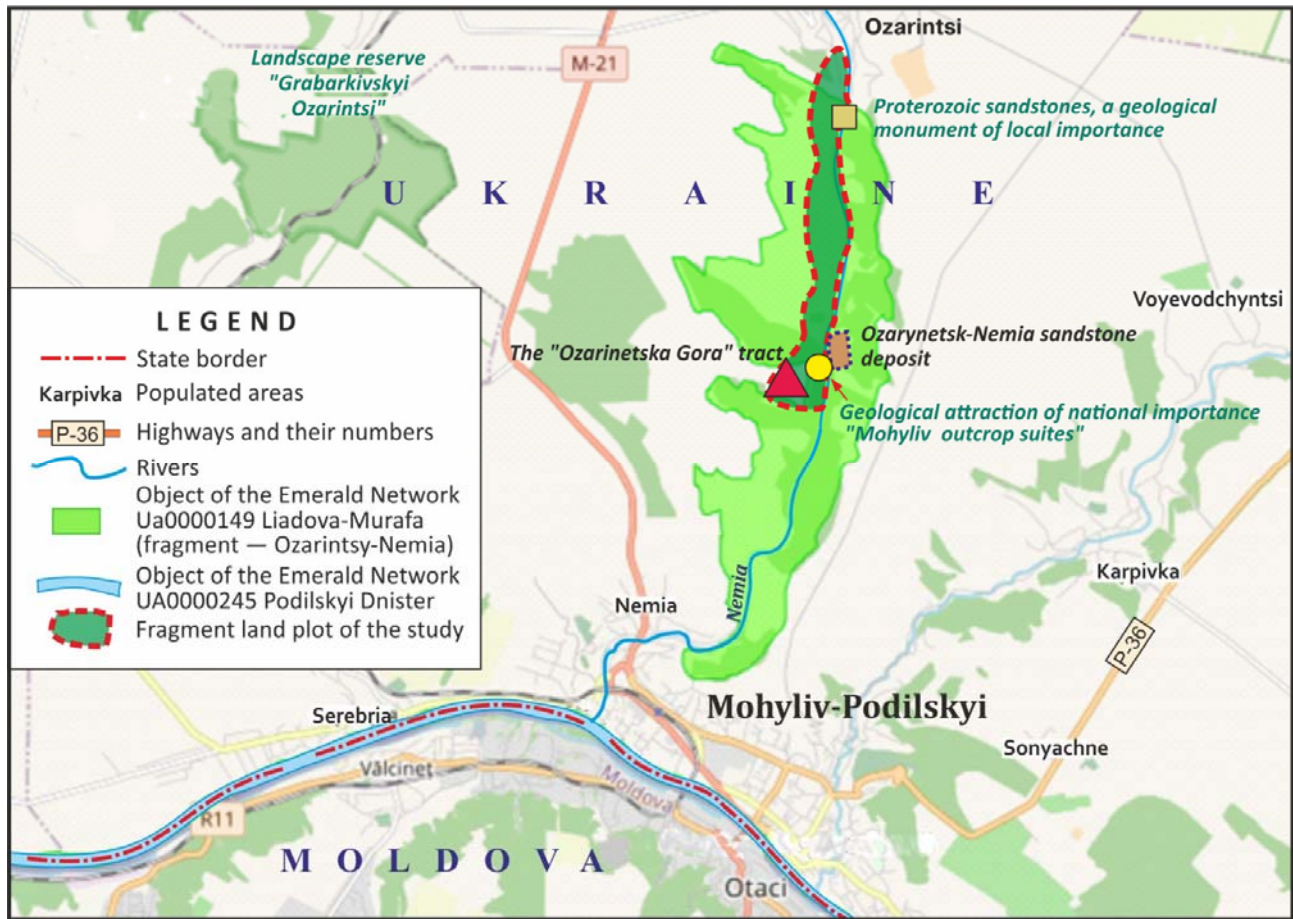 Ozarintsi
Landscape reserve
"Grabarkivskyi
Ozarintsi"
M-21
Proterozoic sandstones, a geological
monument of local importance
U K R A I N E
Voyevodchyntsi
The "Ozarinetska Gora" tract
Ozarynetsk-Nemia sandstone
deposit
Geological attraction of national importance
"Mohyliv outcrop suites"
LEGEND
State border
Karpivka Populated areas
P-36 Highways and their numbers
Rivers
Object of the Emerald Network
Ua0000149 Liadova-Murafa
(fragment — Ozarintsy-Nemia)
Object of the Emerald Network
UA0000245 Podilskyi Dnister
Fragment land plot of the study
Nemia
Nemia
Karpivka
P-36
Mohyliv-Podilskyi
Serebria
Sonyachne
Vălcineț
Moldova
R11
M O L D O V A
Otaci